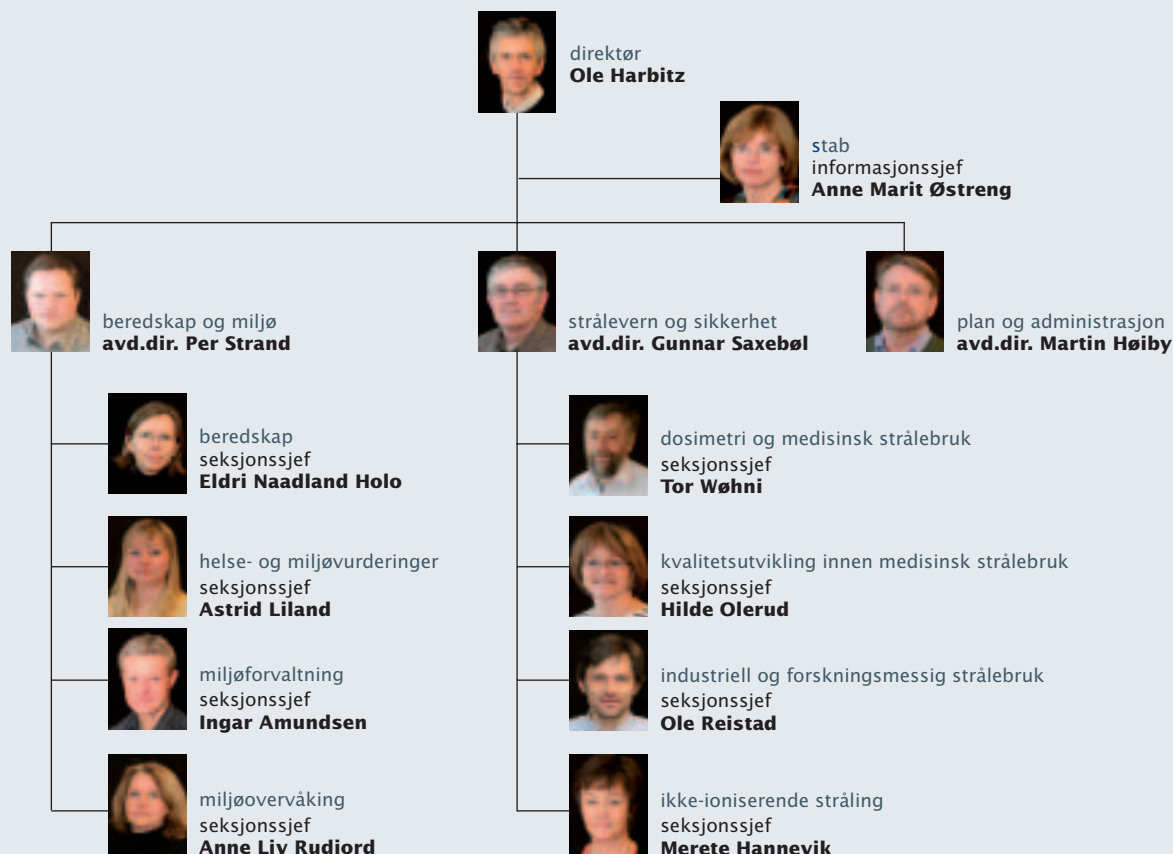 direktør
Ole Harbitz
stab
informasjonssjef
Anne Marit Østreng
beredskap og miljø
avd.dir. Per Strand
strålevern og sikkerhet
avd.dir. Gunnar Saxebøl
plan og administrasjon
avd.dir. Martin Høiby
beredskap
seksjonssjef
Eldri Naadland Holo
helse- og miljøvurderinger
seksjonssjef
Astrid Liland
miljøforvaltning
seksjonssjef
Ingar Amundsen
miljøovervåking
seksjonssjef
Anne Liv Rudjord
dosimetri og medisinsk strålebruk
seksjonssjef
Tor Wøhni
kvalitetsutvikling innen medisinsk strålebruk
seksjonssjef
Hilde Olerud
industriell og forskningsmessig strålebruk
seksjonssjef
Ole Reistad
ikke-ioniserende stråling
seksjonssjef
Merete Hannevik